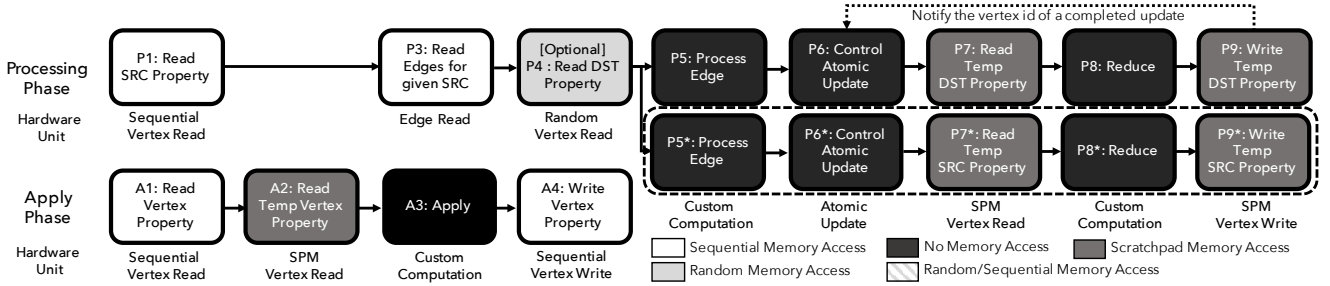 Notify the vertex id of a completed update
Processing
Phase
P1: Read
SRC Property
P3: Read
Edges for
given SRC
[Optional]
P4 : Read DST
Property
P5: Process
Edge
P6: Control
Atomic
Update
P7: Read
Temp
DST Property
P8: Reduce
P9: Write
Temp
DST Property
Hardware
Unit
Sequential
Vertex Read
Edge Read
Random
Vertex Read
P5*: Process
Edge
P6*: Control
Atomic
Update
P7*: Read
Temp
SRC Property
P8*: Reduce
P9*: Write
Temp
SRC Property
Apply
Phase
A1: Read
Vertex
Property
A2: Read
Temp Vertex
Property
A3: Apply
A4: Write
Vertex
Property
Custom
Computation
Atomic
Update
SPM
Vertex Read
Custom
Computation
SPM
Vertex Write
Hardware
Unit
Sequential
Vertex Read
SPM
Vertex Read
Custom
Computation
Sequential
Vertex Write
Sequential Memory Access
No Memory Access
Scratchpad Memory Access
Random Memory Access
Random/Sequential Memory Access